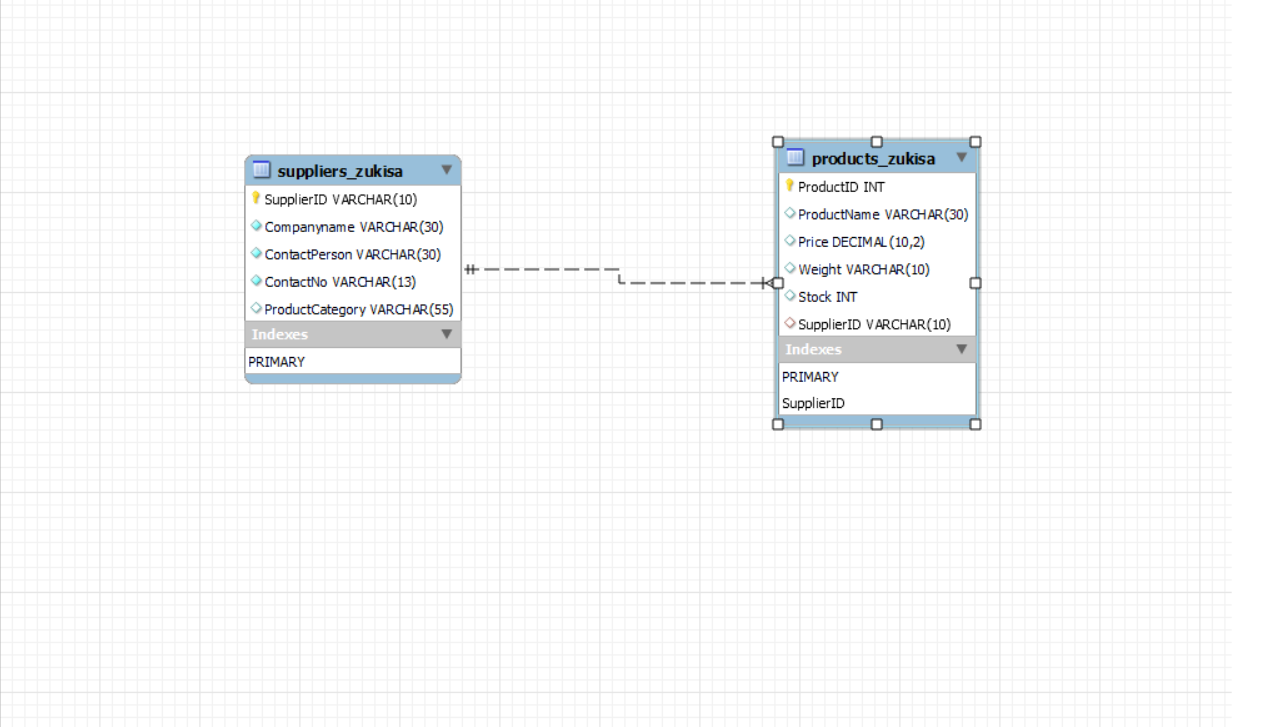 suppliers_zukisa
SupplierID VARCHAR(10)
Companyname VARCHAR(30)
ContactPerson VARCHAR(30)
ContactNo VARCHAR(13)
ProductCategory VARCHAR(55)
Indexes
PRIMARY
products_zukisa
ProductID INT
ProductName VARCHAR(30)
Price DECIMAL(10,2)
Weight VARCHAR(10)
Stock INT
SupplierID VARCHAR(10)
Indexes
PRIMARY
SupplierID